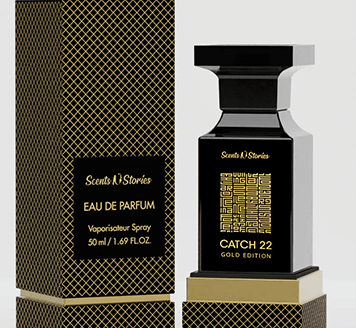 Scents N Stories
EAU DE PARFUM
Vaporisateur Spray
50 ml / 1.69 FL.OZ.
Scents N Stories
CATCH 22
GOLD EDITION